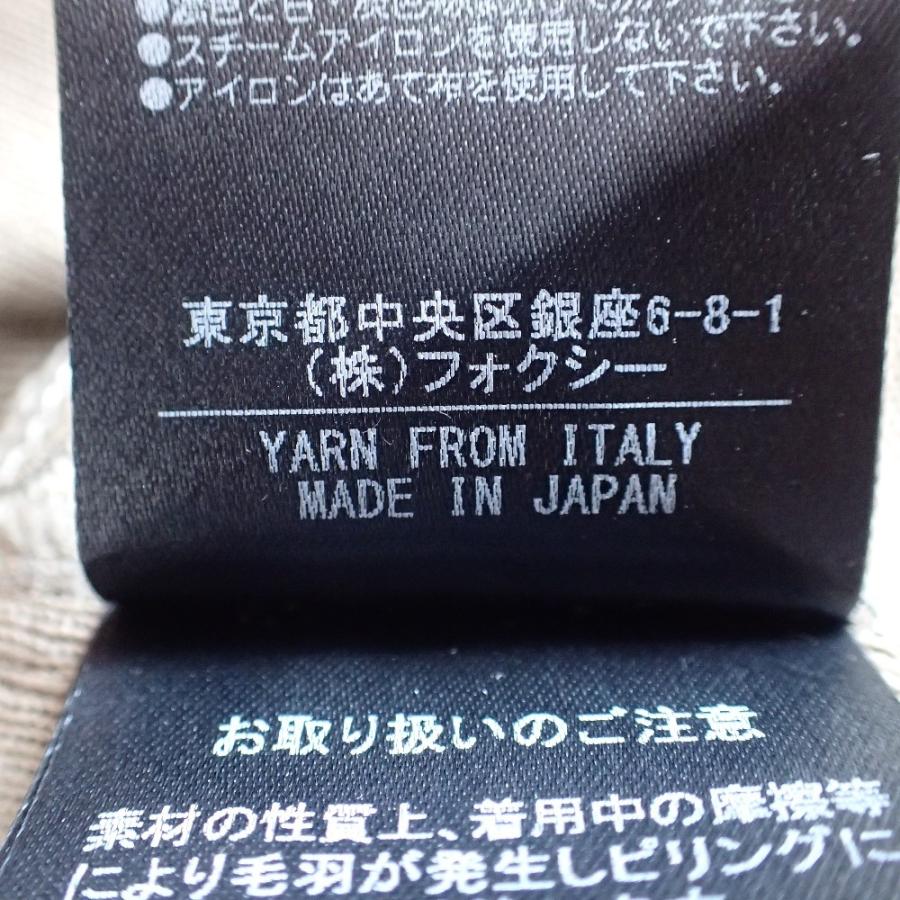 スチームアイロンを使用しないで下さい。
アイロンはあて布を使用して下さい。
東京都中央区銀座6-8-1
(株)フォクシー
YARN FROM ITALY
MADE IN JAPAN
お取り扱いのご注意
素材の性質上、着用中の摩擦等
により毛羽が発生しピリングに